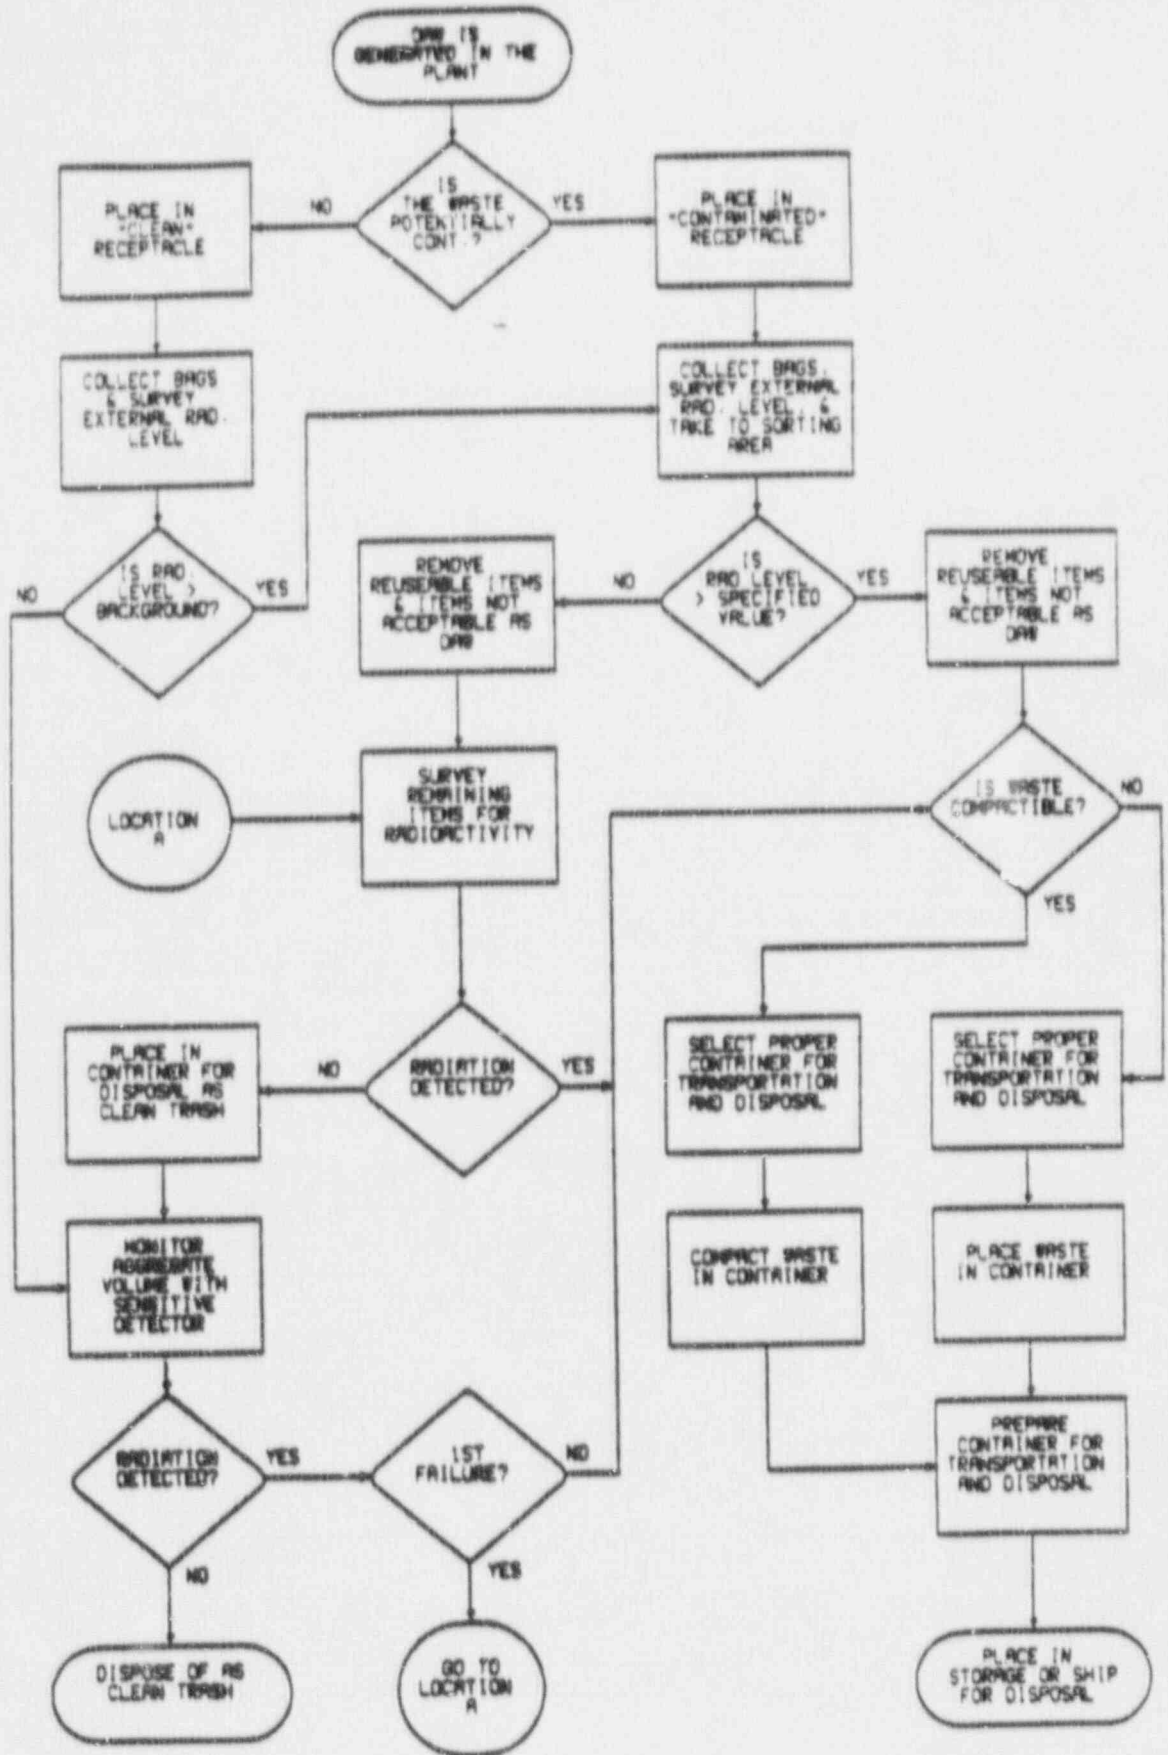 DAW IS
GENERATED IN THE
PLANT
IS
THE WASTE
POTENTIALLY
CONT.?
NO
YES
PLACE IN
"CLEAN"
RECEPTACLE
PLACE IN
"CONTAMINATED"
RECEPTACLE
COLLECT BAGS
& SURVEY
EXTERNAL RAD.
LEVEL
COLLECT BAGS,
SURVEY EXTERNAL
RAD. LEVEL, &
TAKE TO SORTING
AREA
IS RAD.
LEVEL >
BACKGROUND?
NO
YES
REMOVE
REUSEABLE ITEMS
& ITEMS NOT
ACCEPTABLE AS
DAW
NO
IS
RAD LEVEL
> SPECIFIED
VALUE?
YES
REMOVE
REUSEABLE ITEMS
& ITEMS NOT
ACCEPTABLE AS
DAW
LOCATION
A
SURVEY
REMAINING
ITEMS FOR
RADIOACTIVITY
IS WASTE
COMPACTIBLE?
NO
YES
PLACE IN
CONTAINER FOR
DISPOSAL AS
CLEAN TRASH
NO
RADIATION
DETECTED?
YES
SELECT PROPER
CONTAINER FOR
TRANSPORTATION
AND DISPOSAL
SELECT PROPER
CONTAINER FOR
TRANSPORTATION
AND DISPOSAL
MONITOR
AGGREGATE
VOLUME WITH
SENSITIVE
DETECTOR
COMPACT WASTE
IN CONTAINER
PLACE WASTE
IN CONTAINER
RADIATION
DETECTED?
YES
NO
1ST
FAILURE?
NO
YES
PREPARE
CONTAINER FOR
TRANSPORTATION
AND DISPOSAL
DISPOSE OF AS
CLEAN TRASH
GO TO
LOCATION
A
PLACE IN
STORAGE OR SHIP
FOR DISPOSAL